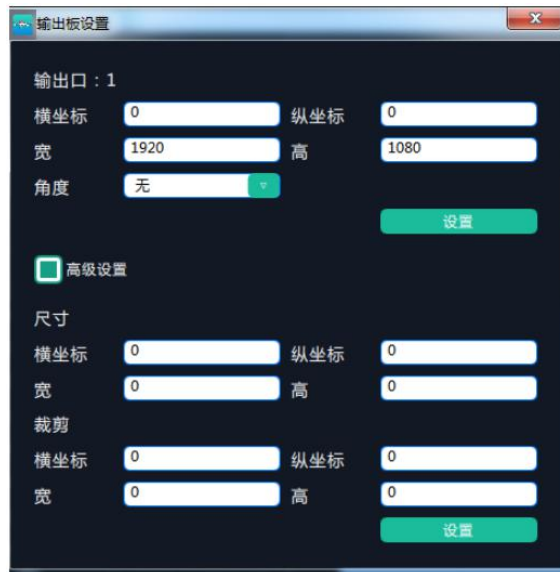 输出板设置
输出口：1
横坐标 0 纵坐标 0
宽 1920 高 1080
角度 无
设置
高级设置
尺寸
横坐标 0 纵坐标 0
宽 0 高 0
裁剪
横坐标 0 纵坐标 0
宽 0 高 0
设置